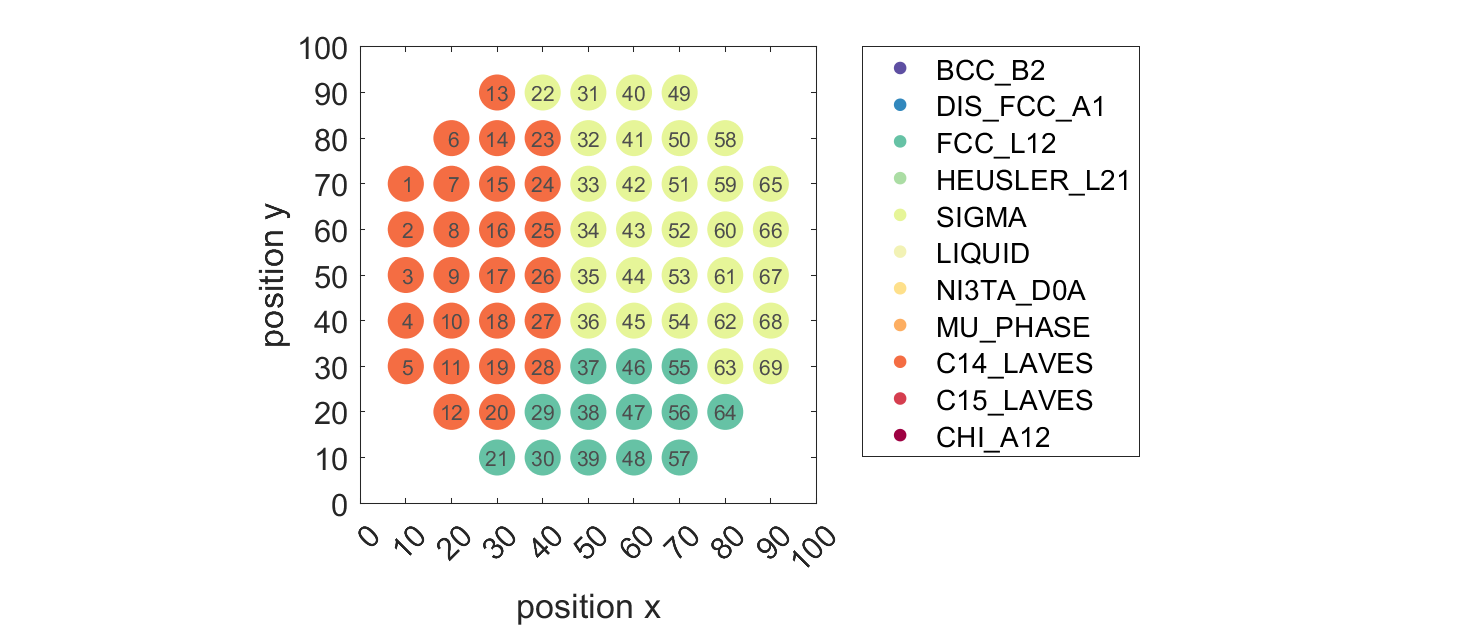 100
90
80
70
60
50
40
30
20
10
0
position y
13 22 31 40 49
6 14 23 32 41 50 58
1 7 15 24 33 42 51 59 65
2 8 16 25 34 43 52 60 66
3 9 17 26 35 44 53 61 67
4 10 18 27 36 45 54 62 68
5 11 19 28 37 46 55 63 69
12 20 29 38 47 56 64
21 30 39 48 57
0 10 20 30 40 50 60 70 80 90 100
position x
BCC_B2
DIS_FCC_A1
FCC_L12
HEUSLER_L21
SIGMA
LIQUID
NI3TA_D0A
MU_PHASE
C14_LAVES
C15_LAVES
CHI_A12